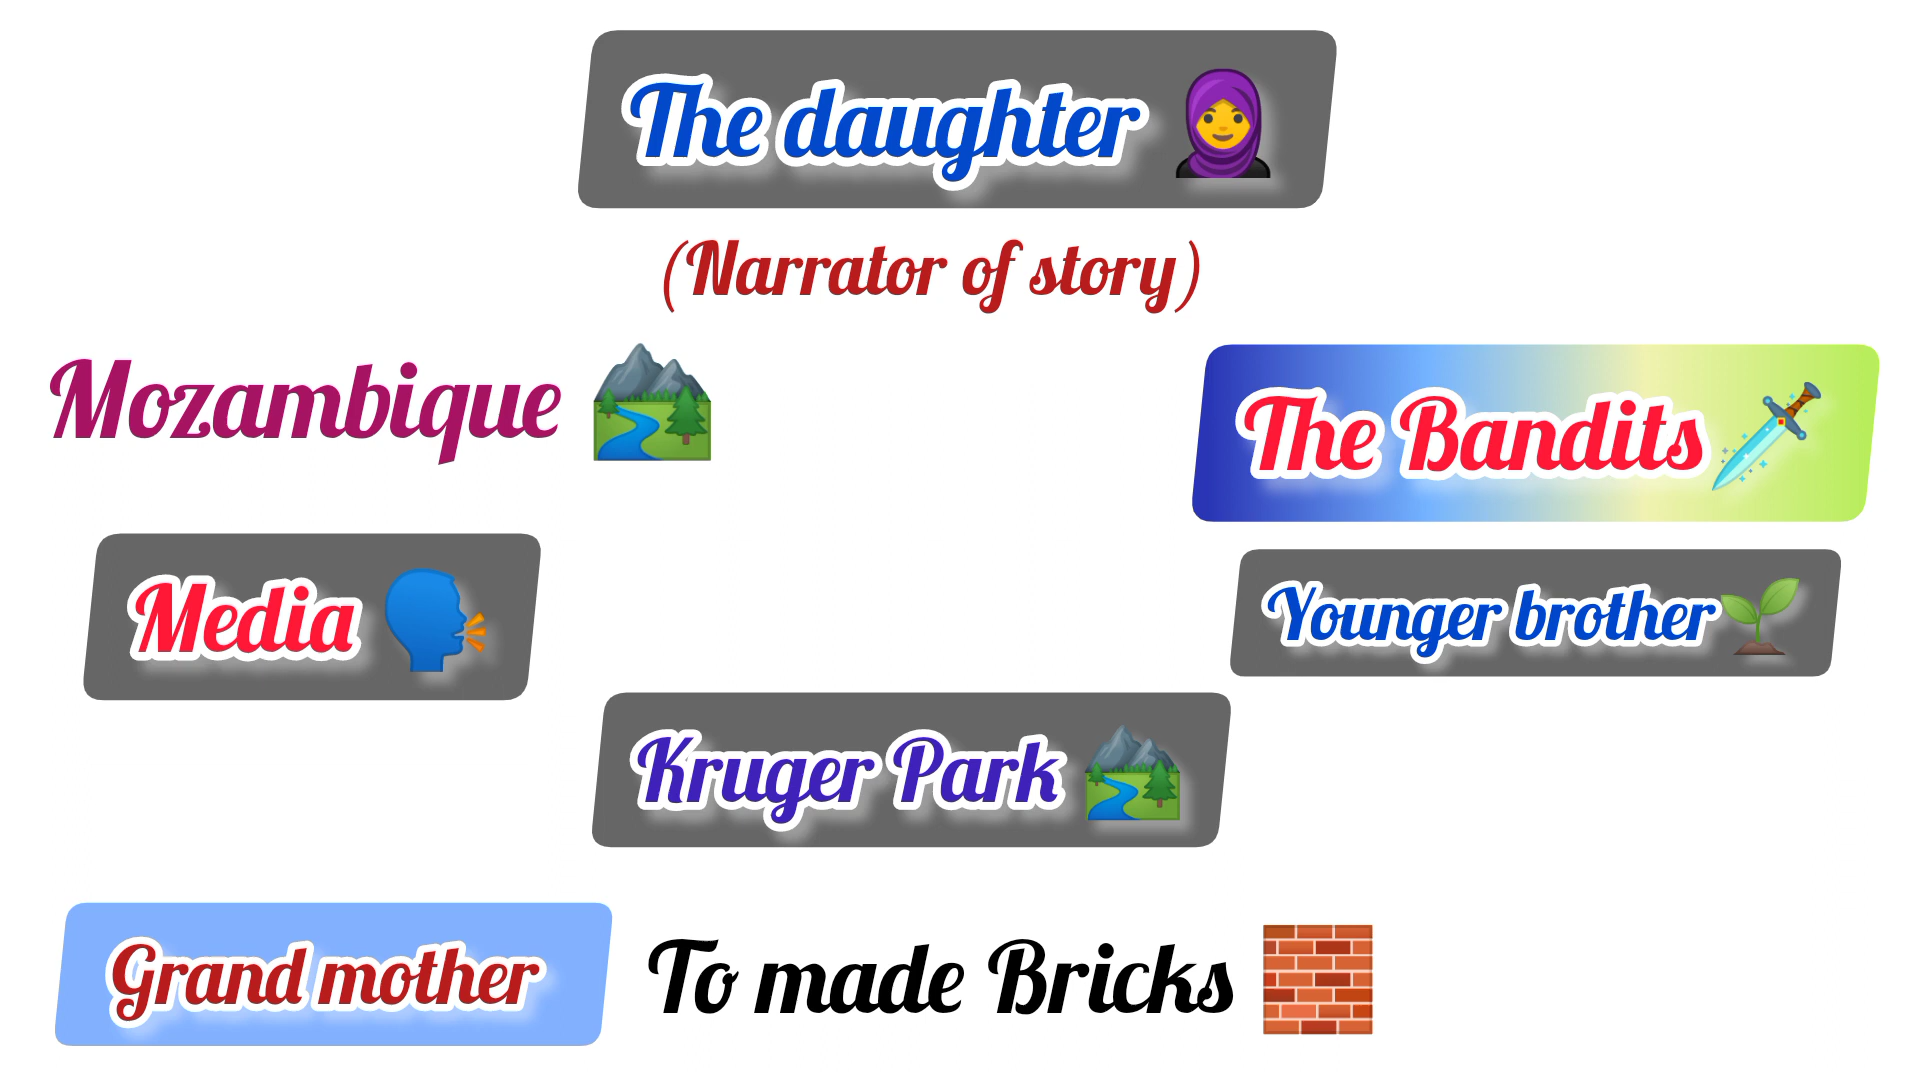 The daughter 🧕
(Narrator of story)
Mozambique 🏞️
The Bandits🗡️
Media 🗣️
Younger brother🌱
Kruger Park 🏞️
Grand mother
To made Bricks 🧱